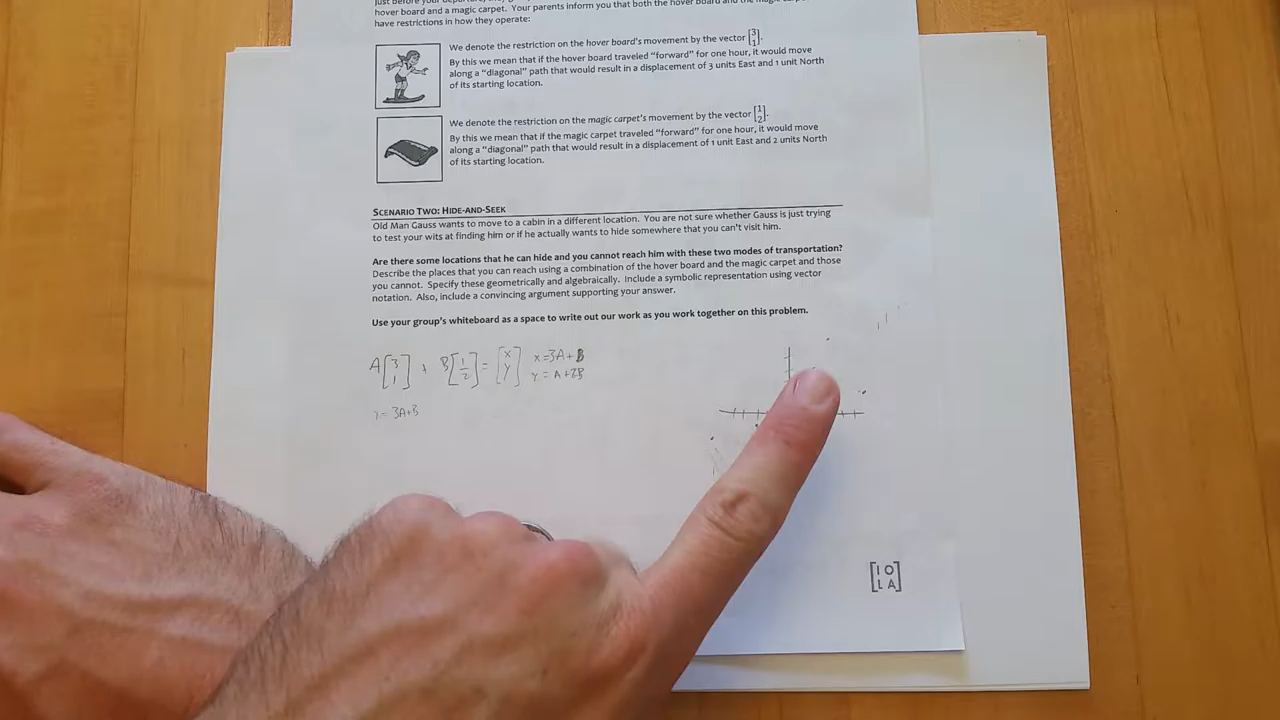 hover board and a magic carpet. Your parents inform you that both the hover board and the magic carpet
have restrictions in how they operate:
We denote the restriction on the hover board's movement by the vector [3 1].
By this we mean that if the hover board traveled "forward" for one hour, it would move
along a "diagonal" path that would result in a displacement of 3 units East and 1 unit North
of its starting location.
We denote the restriction on the magic carpet's movement by the vector [1 2].
By this we mean that if the magic carpet traveled "forward" for one hour, it would move
along a "diagonal" path that would result in a displacement of 1 unit East and 2 units North
of its starting location.
SCENARIO TWO: HIDE-AND-SEEK
Old Man Gauss wants to move to a cabin in a different location. You are not sure whether Gauss is just trying
to test your wits at finding him or if he actually wants to hide somewhere that you can't visit him.
Are there some locations that he can hide and you cannot reach him with these two modes of transportation?
Describe the places that you can reach using a combination of the hover board and the magic carpet and those
you cannot. Specify these geometrically and algebraically. Include a symbolic representation using vector
notation. Also, include a convincing argument supporting your answer.
Use your group's whiteboard as a space to write out our work as you work together on this problem.
A[3 1] + B[1 2] = [x y] x=3A+B
y=A+2B
= 3A+B
[IO
LA]